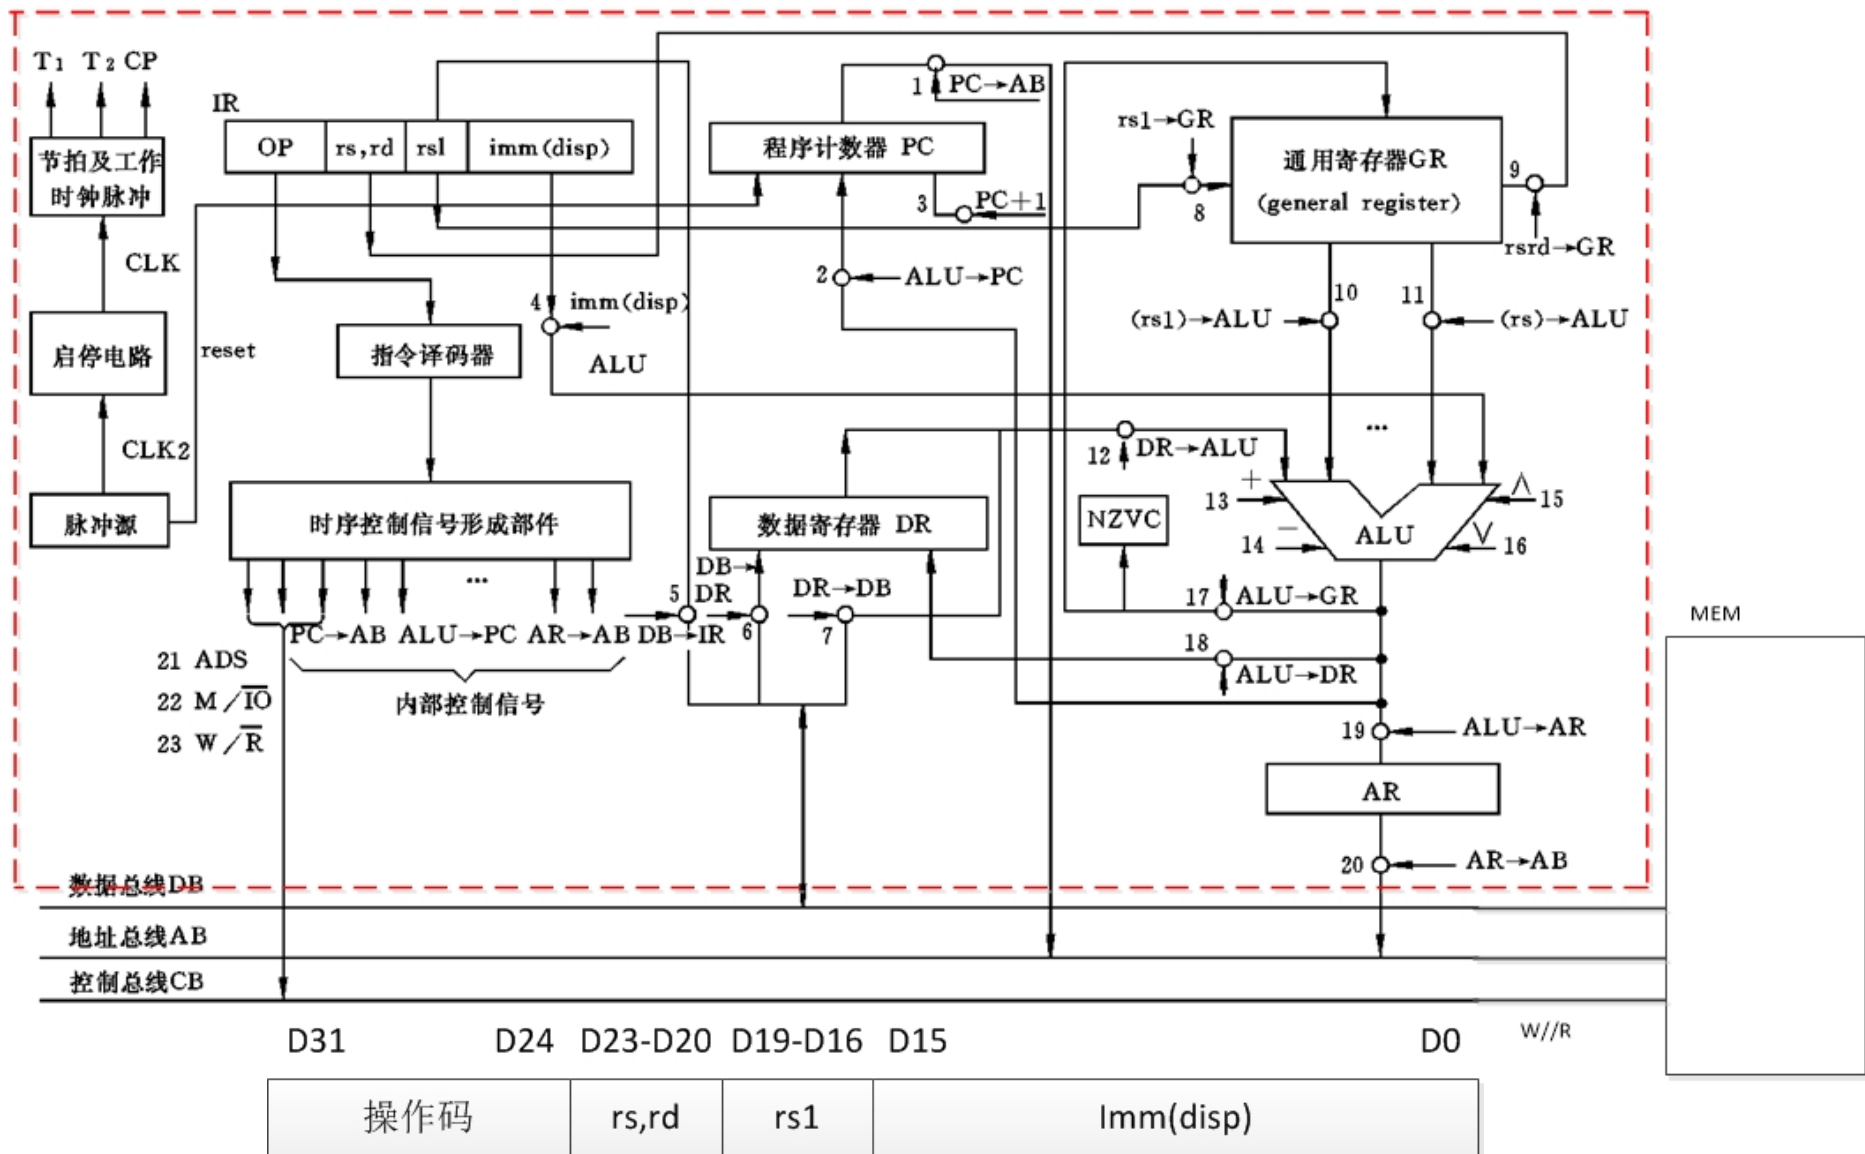 T1 T2 CP
节拍及工作
时钟脉冲
CLK
启停电路
reset
CLK2
脉冲源
IR
OP
rs,rd
rs1
imm(disp)
指令译码器
4
imm(disp)
ALU
时序控制信号形成部件
...
PC→AB ALU→PC AR→AB
内部控制信号
21 ADS
22 M/I̅O̅
23 W/R̅
1
PC→AB
程序计数器 PC
3
PC+1
2
ALU→PC
5
DB→IR
DB→
DR
6
DR→DB
7
数据寄存器 DR
rs1→GR
8
通用寄存器GR
(general register)
9
rsrd→GR
10
11
(rs1)→ALU
(rs)→ALU
...
12
DR→ALU
NZVC
+
13
−
14
ALU
∧
15
∨
16
17
ALU→GR
18
ALU→DR
19
ALU→AR
AR
20
AR→AB
MEM
数据总线DB
地址总线AB
控制总线CB
W//R
D31 D24 D23-D20 D19-D16 D15 D0
操作码 rs,rd rs1 Imm(disp)